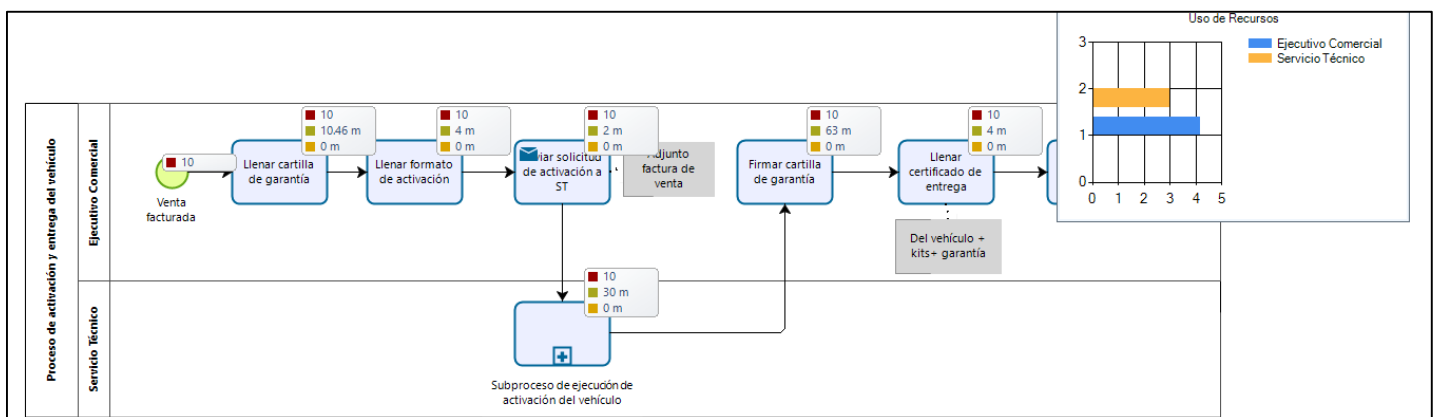 Uso de Recursos
3
2
1
0
0 1 2 3 4 5
Ejecutivo Comercial
Servicio Técnico
Proceso de activación y entrega del vehículo
Ejecutivo Comercial
Servicio Técnico
10
Venta
facturada
10
10.46 m
0 m
Llenar cartilla
de garantía
10
4 m
0 m
Llenar formato
de activación
10
2 m
0 m
viar solicitud
de activación a
ST
Adjunto
factura de
venta
10
63 m
0 m
Firmar cartilla
de garantía
10
4 m
0 m
Llenar
certificado de
entrega
Del vehículo +
kits+ garantía
10
30 m
0 m
Subproceso de ejecución de
activación del vehículo